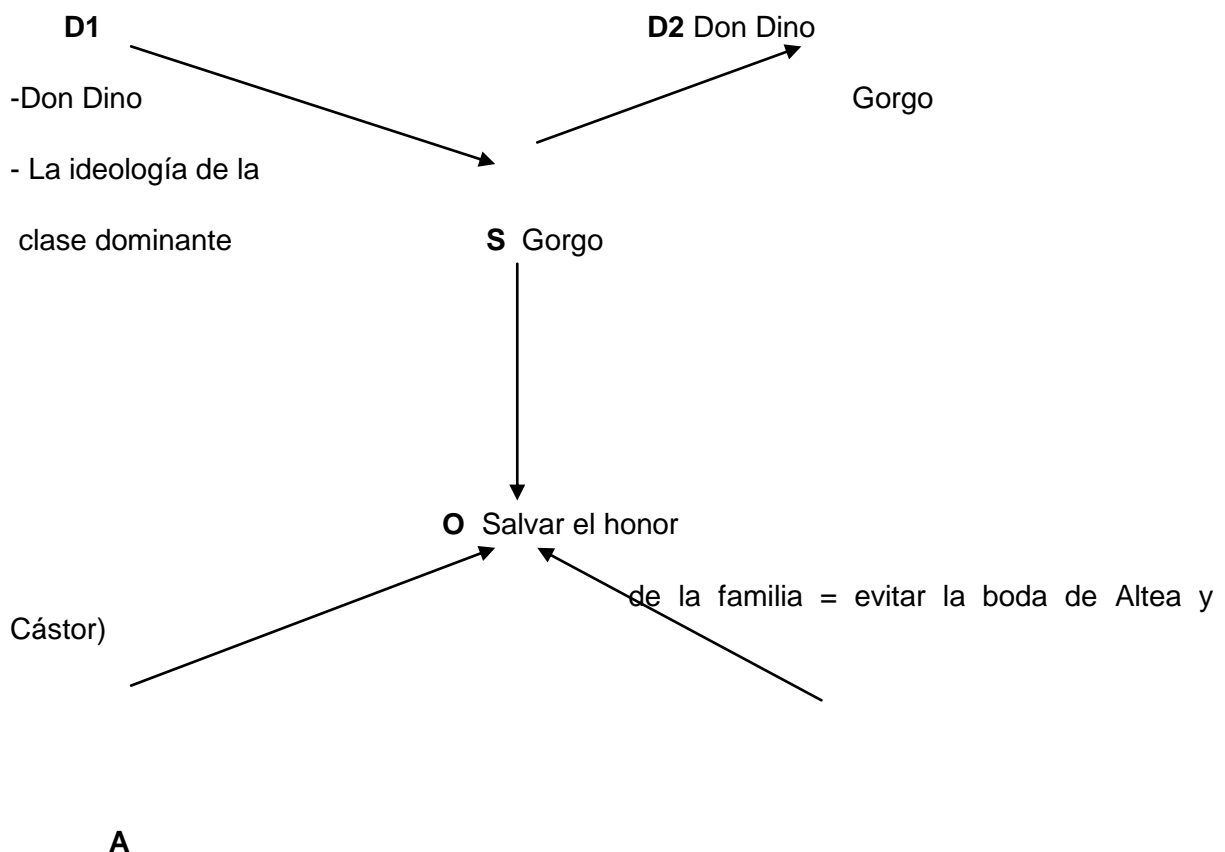 D1 D2 Don Dino
-Don Dino Gorgo
- La ideología de la
clase dominante S Gorgo
O Salvar el honor
de la familia = evitar la boda de Altea y
Cástor)
A